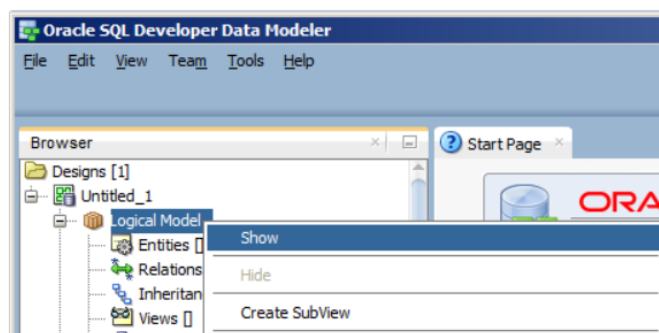 Oracle SQL Developer Data Modeler
File Edit View Team Tools Help
Browser
Start Page
Designs [1]
Untitled_1
ORA
Logical Model
Show
Entities []
Relations
Hide
Inheritan
Views []
Create SubView